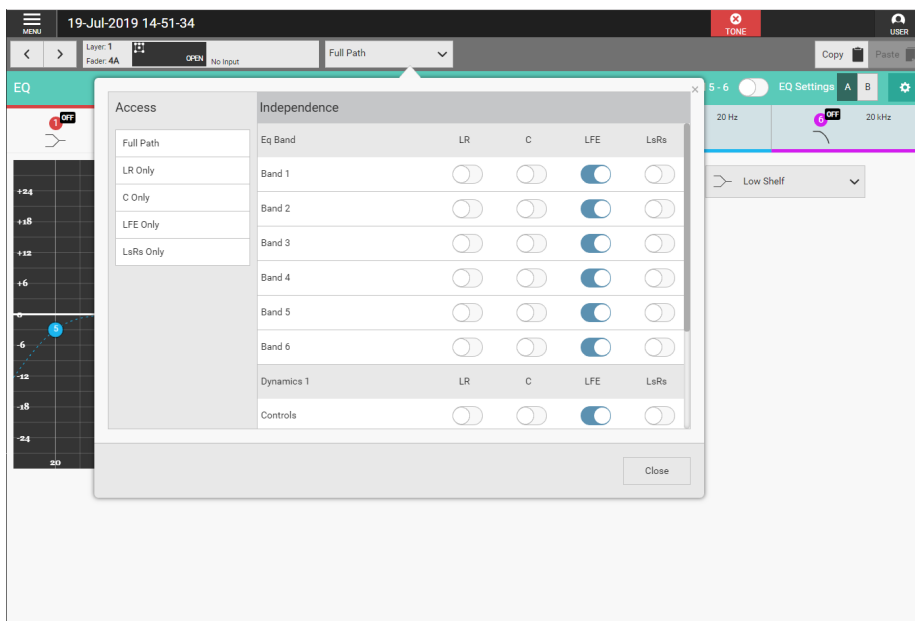 MENU
19-Jul-2019 14-51-34
TONE
USER
Layer: 1
Fader: 4A
OPEN
No Input
Full Path
Copy
Paste
EQ
5 - 6
EQ Settings
A
B
1
OFF
20 Hz
6
OFF
20 kHz
Low Shelf
+24
+18
+12
+6
0
-6
-12
-18
-24
20
5
×
Access
Full Path
LR Only
C Only
LFE Only
LsRs Only
Independence
Eq Band LR C LFE LsRs
Band 1
Band 2
Band 3
Band 4
Band 5
Band 6
Dynamics 1 LR C LFE LsRs
Controls
Close